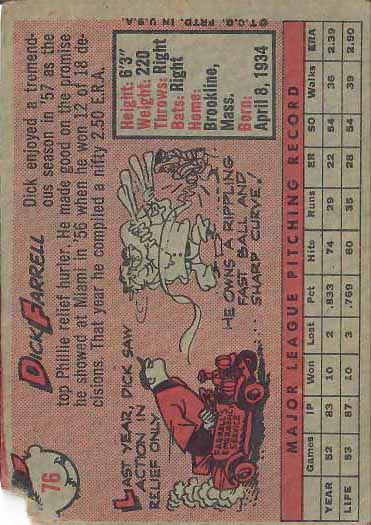 76
DICK FARRELL
Dick enjoyed a tremend-
ous season in '57 as the
top Phillie relief hurler. He made good on the promise
he showed at Miami in '56 when he won 12 of 18 de-
cisions. That year he compiled a nifty 2.50 E.R.A.
Height: 6'3"
Weight: 220
Throws: Right
Bats: Right
Home:
Brookline,
Mass.
Born:
April 8, 1934
LAST YEAR, DICK SAW
ACTION IN
RELIEF ONLY.
FARRELL
SERVICE
HE OWNS A RIPPLING
FAST BALL AND
SHARP CURVE.
MAJOR LEAGUE PITCHING RECORD
Games IP Won Lost Pct Hits Runs ER SO Walks ERA
YEAR 52 83 10 2 .833 74 29 22 54 36 2.39
LIFE 53 87 10 3 .769 80 35 28 54 39 2.90
©T.C.G. PRTD. IN U.S.A.